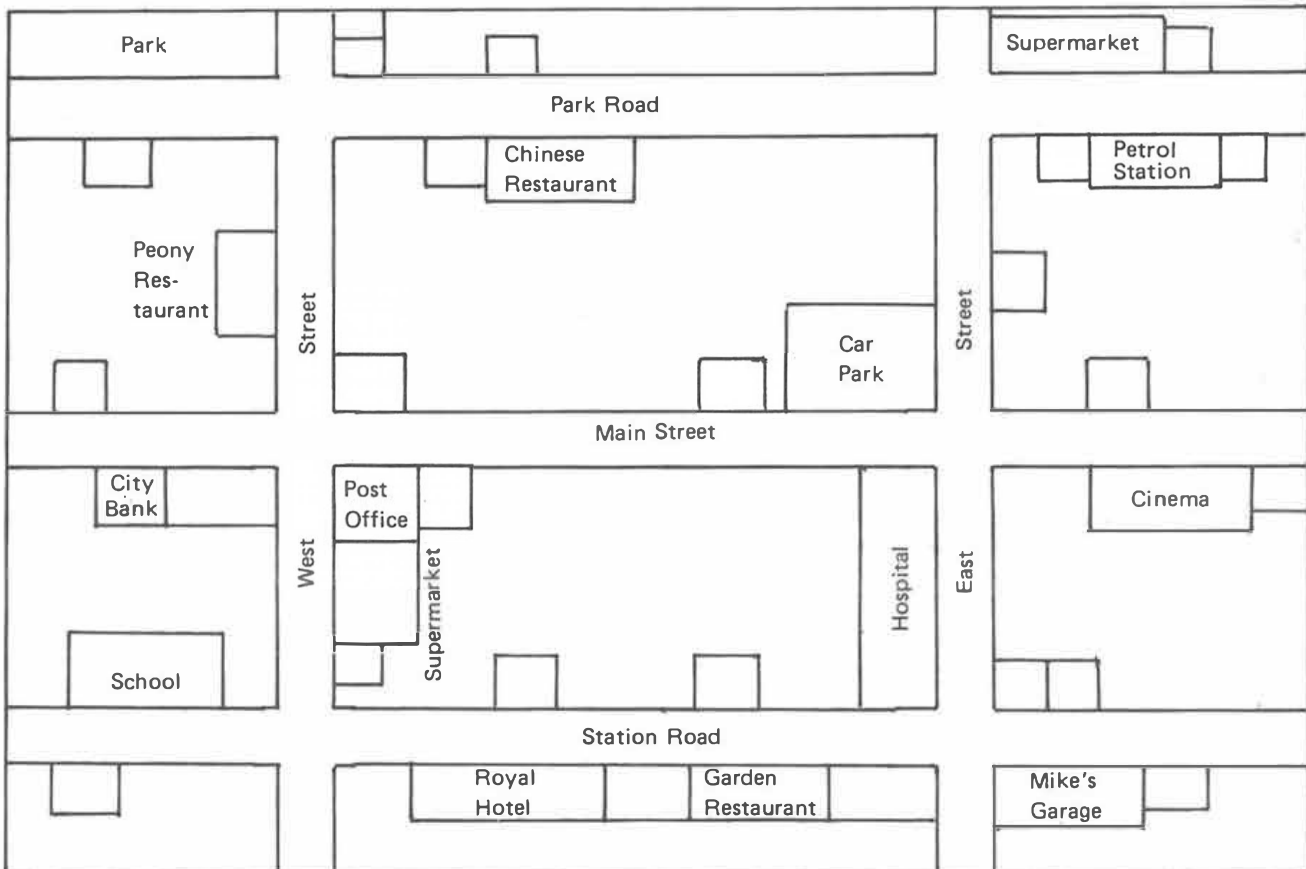 Park
Supermarket
Park Road
Chinese
Restaurant
Petrol
Station
Peony
Res-
taurant
Street
Street
Car
Park
Main Street
City
Bank
Post
Office
Cinema
West
Supermarket
Hospital
East
School
Station Road
Royal
Hotel
Garden
Restaurant
Mike's
Garage